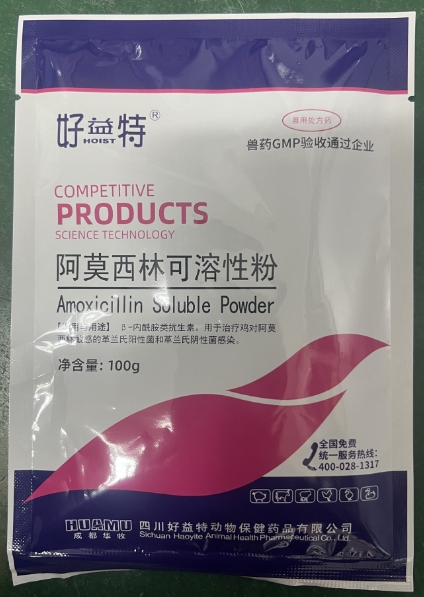 好益特®
HOIST
兽用处方药
兽药GMP验收通过企业
COMPETITIVE
PRODUCTS
SCIENCE TECHNOLOGY
阿莫西林可溶性粉
Amoxicillin Soluble Powder
用途】 β-内酰胺类抗生素。用于治疗鸡对阿莫
西林敏感的革兰氏阳性菌和革兰氏阴性菌感染。
净含量：100g
全国免费
统一服务热线：
400-028-1317
HUAMU
成都华牧
四川好益特动物保健药品有限公司
Sichuan Haoyite Animal Health Pharmaceutical Co., Ltd.